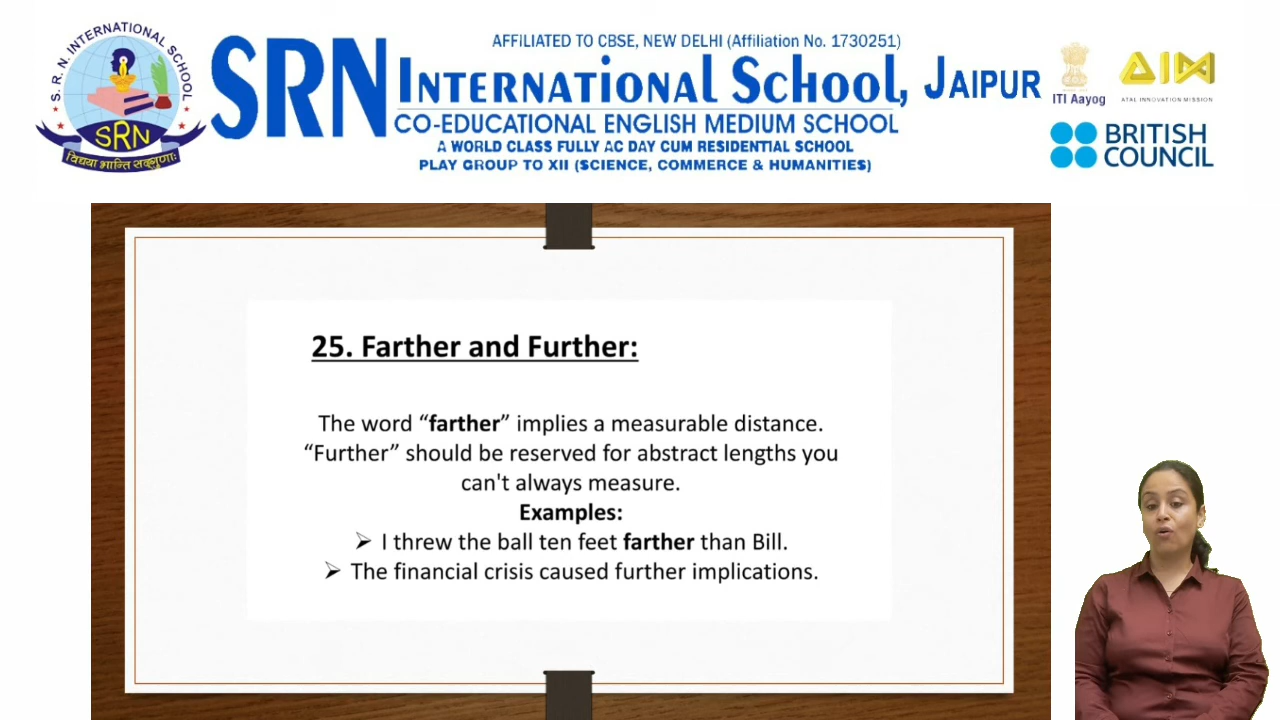 S. R. N. INTERNATIONAL SCHOOL
SRN
विद्यया भान्ति सद्गुणाः
AFFILIATED TO CBSE, NEW DELHI (Affiliation No. 1730251)
SRN INTERNATIONAL SCHOOL, JAIPUR
CO-EDUCATIONAL ENGLISH MEDIUM SCHOOL
A WORLD CLASS FULLY AC DAY CUM RESIDENTIAL SCHOOL
PLAY GROUP TO XII (SCIENCE, COMMERCE & HUMANITIES)
ITI Aayog
AIM
ATAL INNOVATION MISSION
BRITISH
COUNCIL
25. Farther and Further:
The word “farther” implies a measurable distance.
“Further” should be reserved for abstract lengths you
can't always measure.
Examples:
➢ I threw the ball ten feet farther than Bill.
➢ The financial crisis caused further implications.